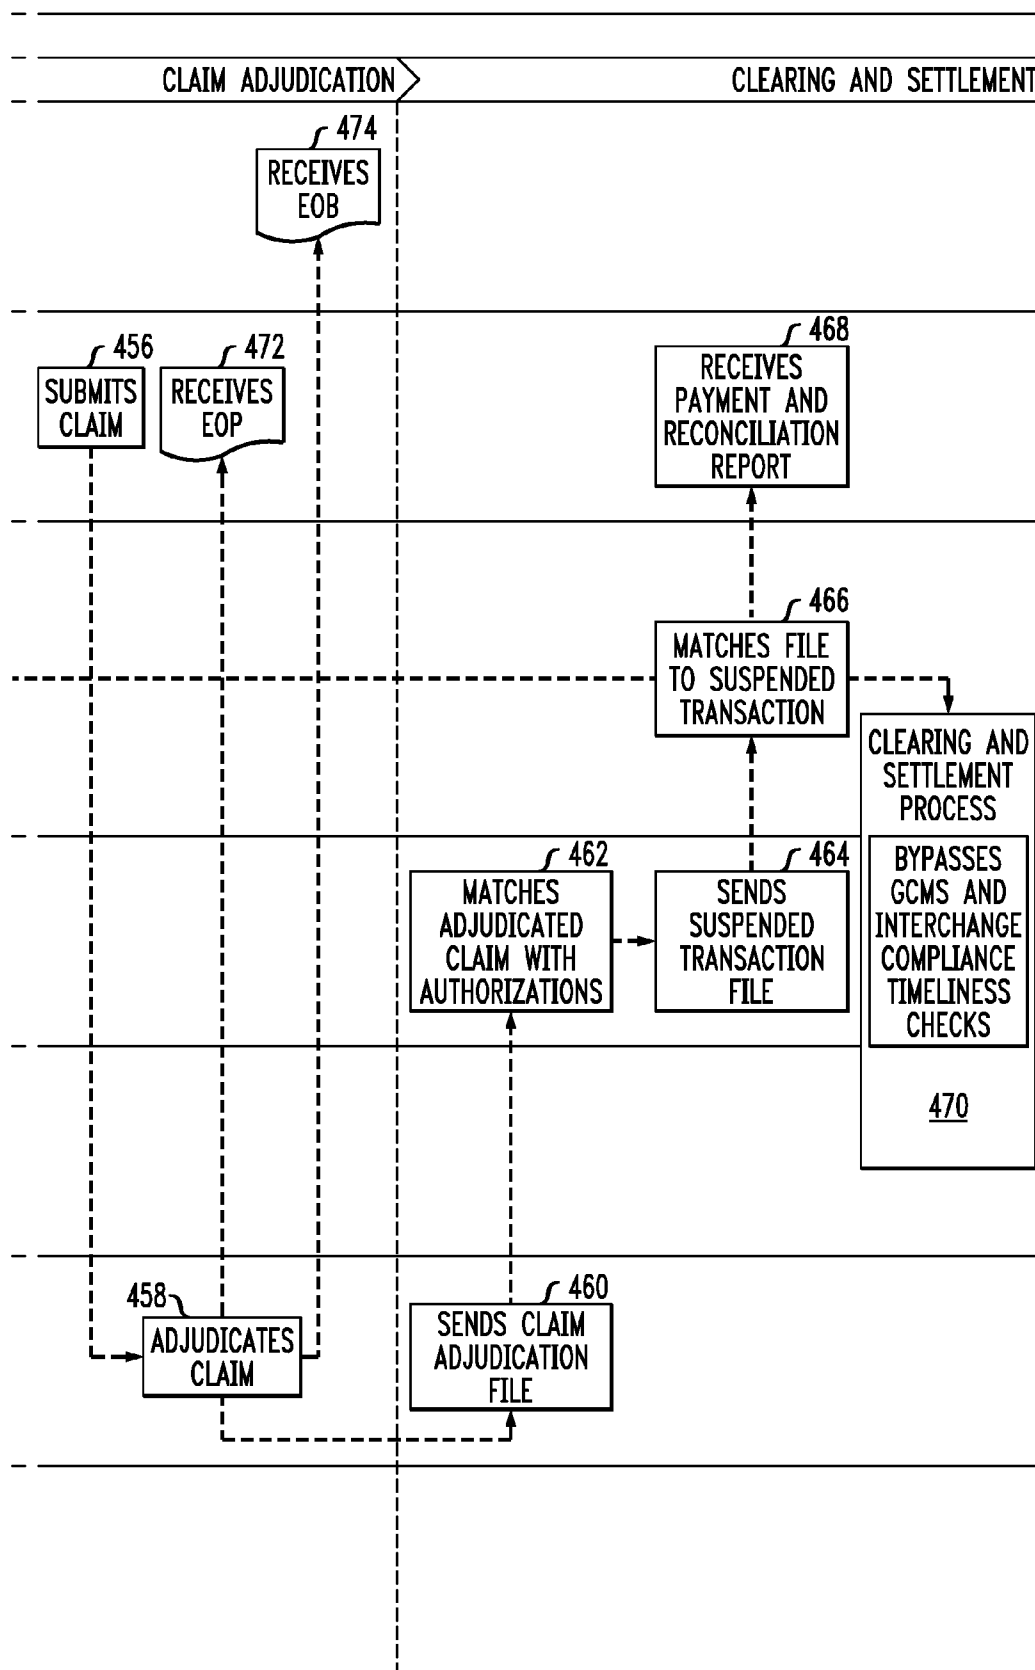 CLAIM ADJUDICATION
CLEARING AND SETTLEMENT
474
RECEIVES
EOB
456
SUBMITS
CLAIM
472
RECEIVES
EOP
468
RECEIVES
PAYMENT AND
RECONCILIATION
REPORT
466
MATCHES FILE
TO SUSPENDED
TRANSACTION
CLEARING AND
SETTLEMENT
PROCESS
BYPASSES
GCMS AND
INTERCHANGE
COMPLIANCE
TIMELINESS
CHECKS
470
462
MATCHES
ADJUDICATED
CLAIM WITH
AUTHORIZATIONS
464
SENDS
SUSPENDED
TRANSACTION
FILE
458
ADJUDICATES
CLAIM
460
SENDS CLAIM
ADJUDICATION
FILE